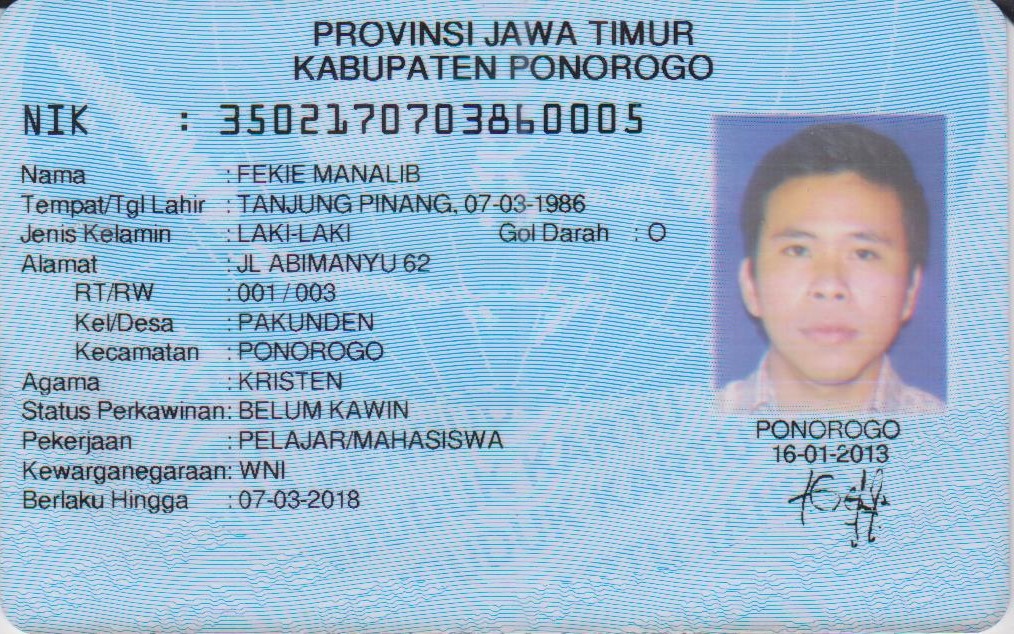 PROVINSI JAWA TIMUR
KABUPATEN PONOROGO
NIK : 3502170703860005
Nama : FEKIE MANALIB
Tempat/Tgl Lahir : TANJUNG PINANG, 07-03-1986
Jenis Kelamin : LAKI-LAKI Gol Darah : O
Alamat : JL ABIMANYU 62
RT/RW : 001 / 003
Kel/Desa : PAKUNDEN
Kecamatan : PONOROGO
Agama : KRISTEN
Status Perkawinan: BELUM KAWIN
Pekerjaan : PELAJAR/MAHASISWA
Kewarganegaraan: WNI
Berlaku Hingga : 07-03-2018
PONOROGO
16-01-2013